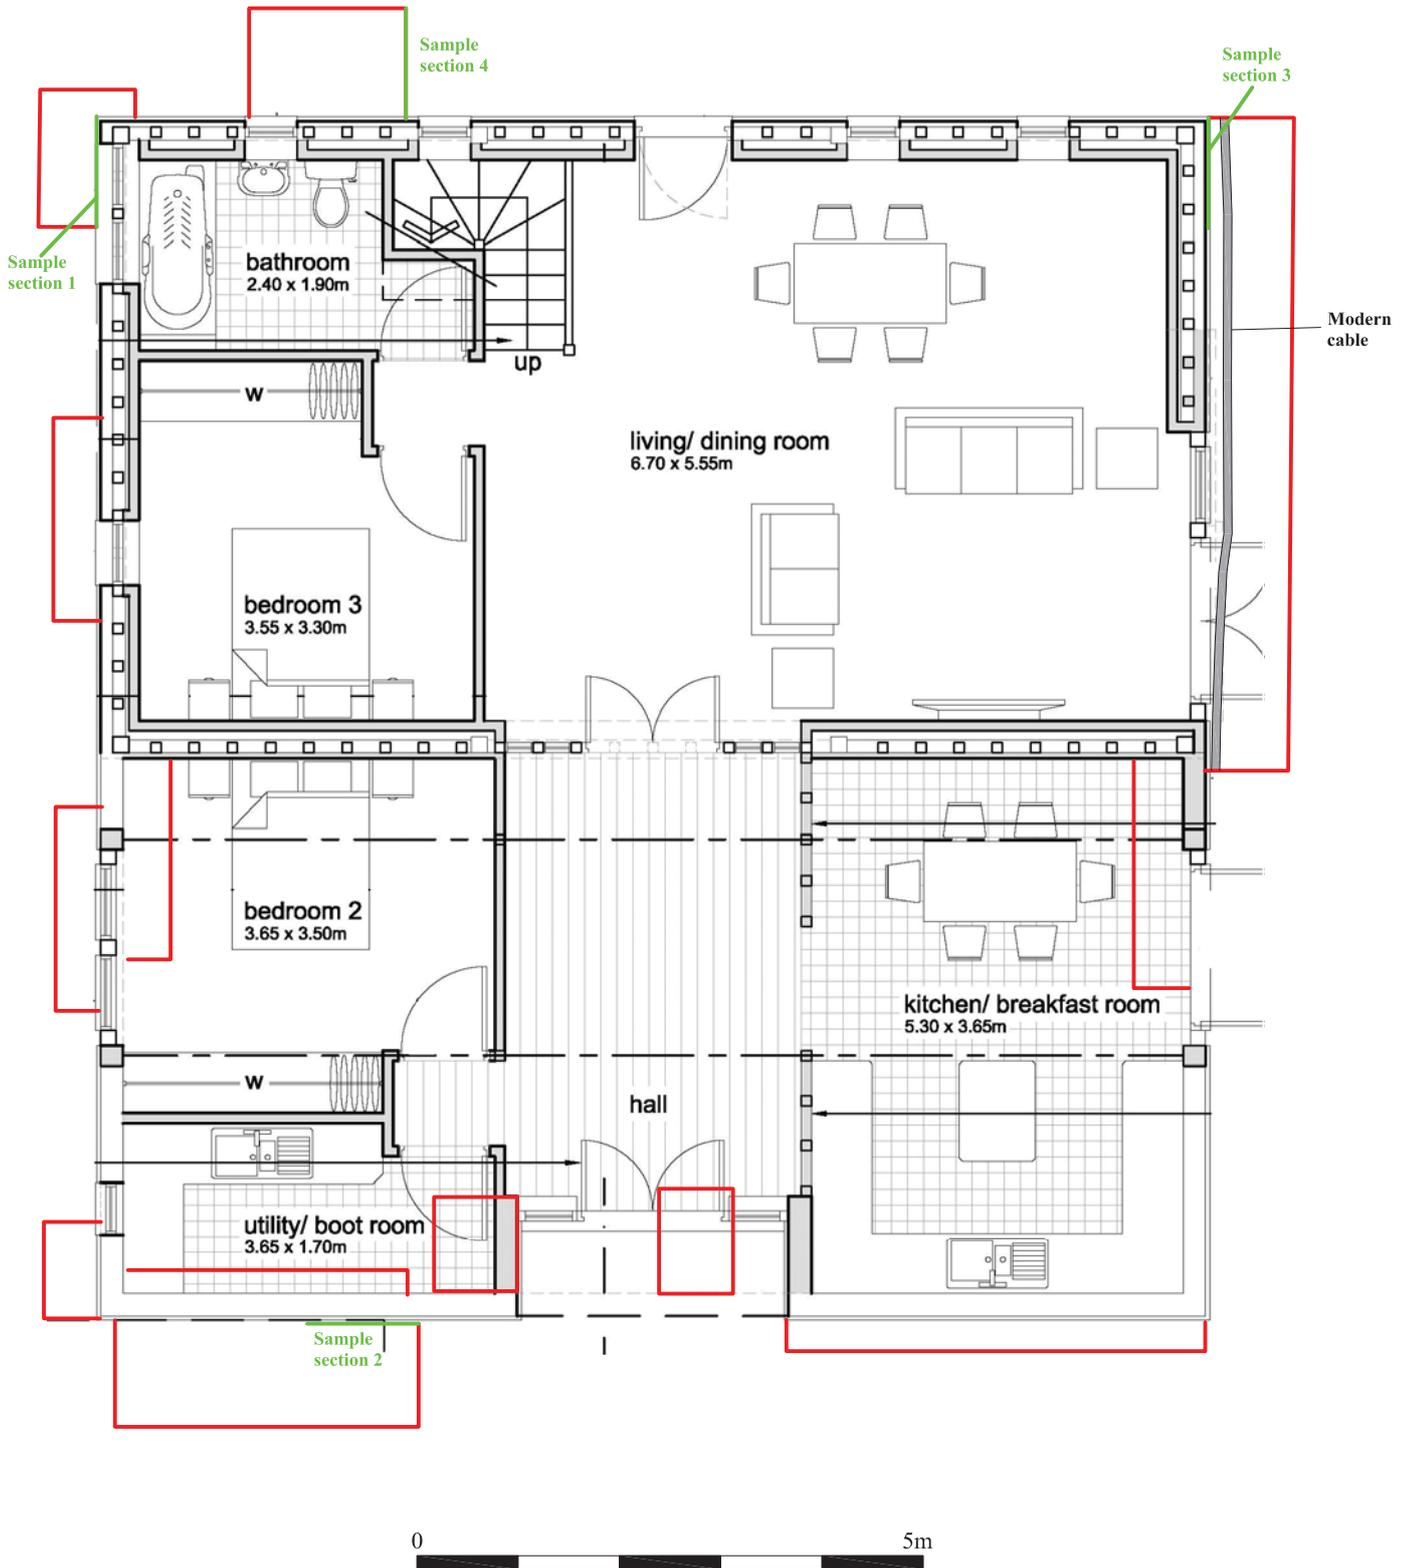 Sample
section 4
Sample
section 3
Sample
section 1
bathroom
2.40 x 1.90m
Modern
cable
up
w
living/ dining room
6.70 x 5.55m
bedroom 3
3.55 x 3.30m
bedroom 2
3.65 x 3.50m
kitchen/ breakfast room
5.30 x 3.65m
w
hall
utility/ boot room
3.65 x 1.70m
Sample
section 2
0
5m